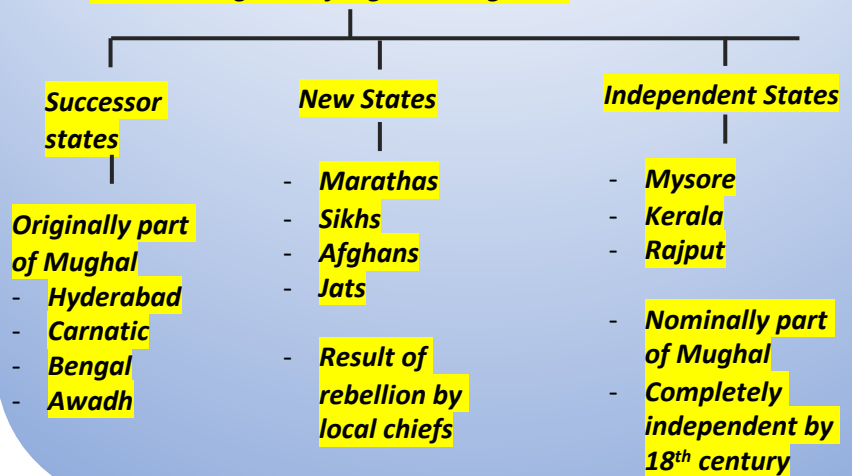 Successor
states
Originally part
of Mughal
- Hyderabad
- Carnatic
- Bengal
- Awadh
New States
- Marathas
- Sikhs
- Afghans
- Jats
- Result of
rebellion by
local chiefs
Independent States
- Mysore
- Kerala
- Rajput
- Nominally part
of Mughal
- Completely
independent by
18th century